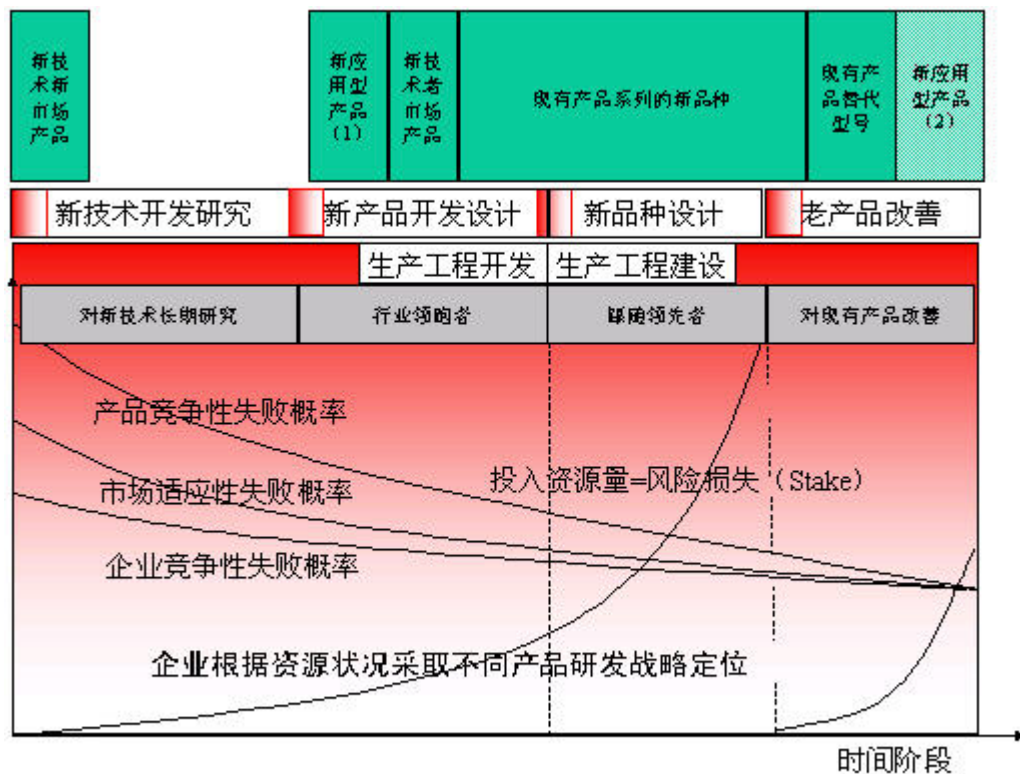 新技
术新
市场
产品
新应
用型
产品
(1)
新技
术老
市场
产品
现有产品系列的新品种
现有产
品替代
型号
新应用
型产品
(2)
新技术开发研究
新产品开发设计
新品种设计
老产品改善
生产工程开发
生产工程建设
对新技术长期研究
行业领跑者
跟随领先者
对现有产品改善
产品竞争性失败概率
市场适应性失败概率
投入资源量=风险损失（Stake）
企业竞争性失败概率
企业根据资源状况采取不同产品研发战略定位
时间阶段